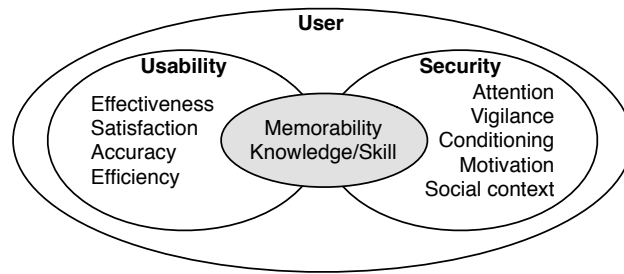 User
Usability
Effectiveness
Satisfaction
Accuracy
Efficiency
Memorability
Knowledge/Skill
Security
Attention
Vigilance
Conditioning
Motivation
Social context